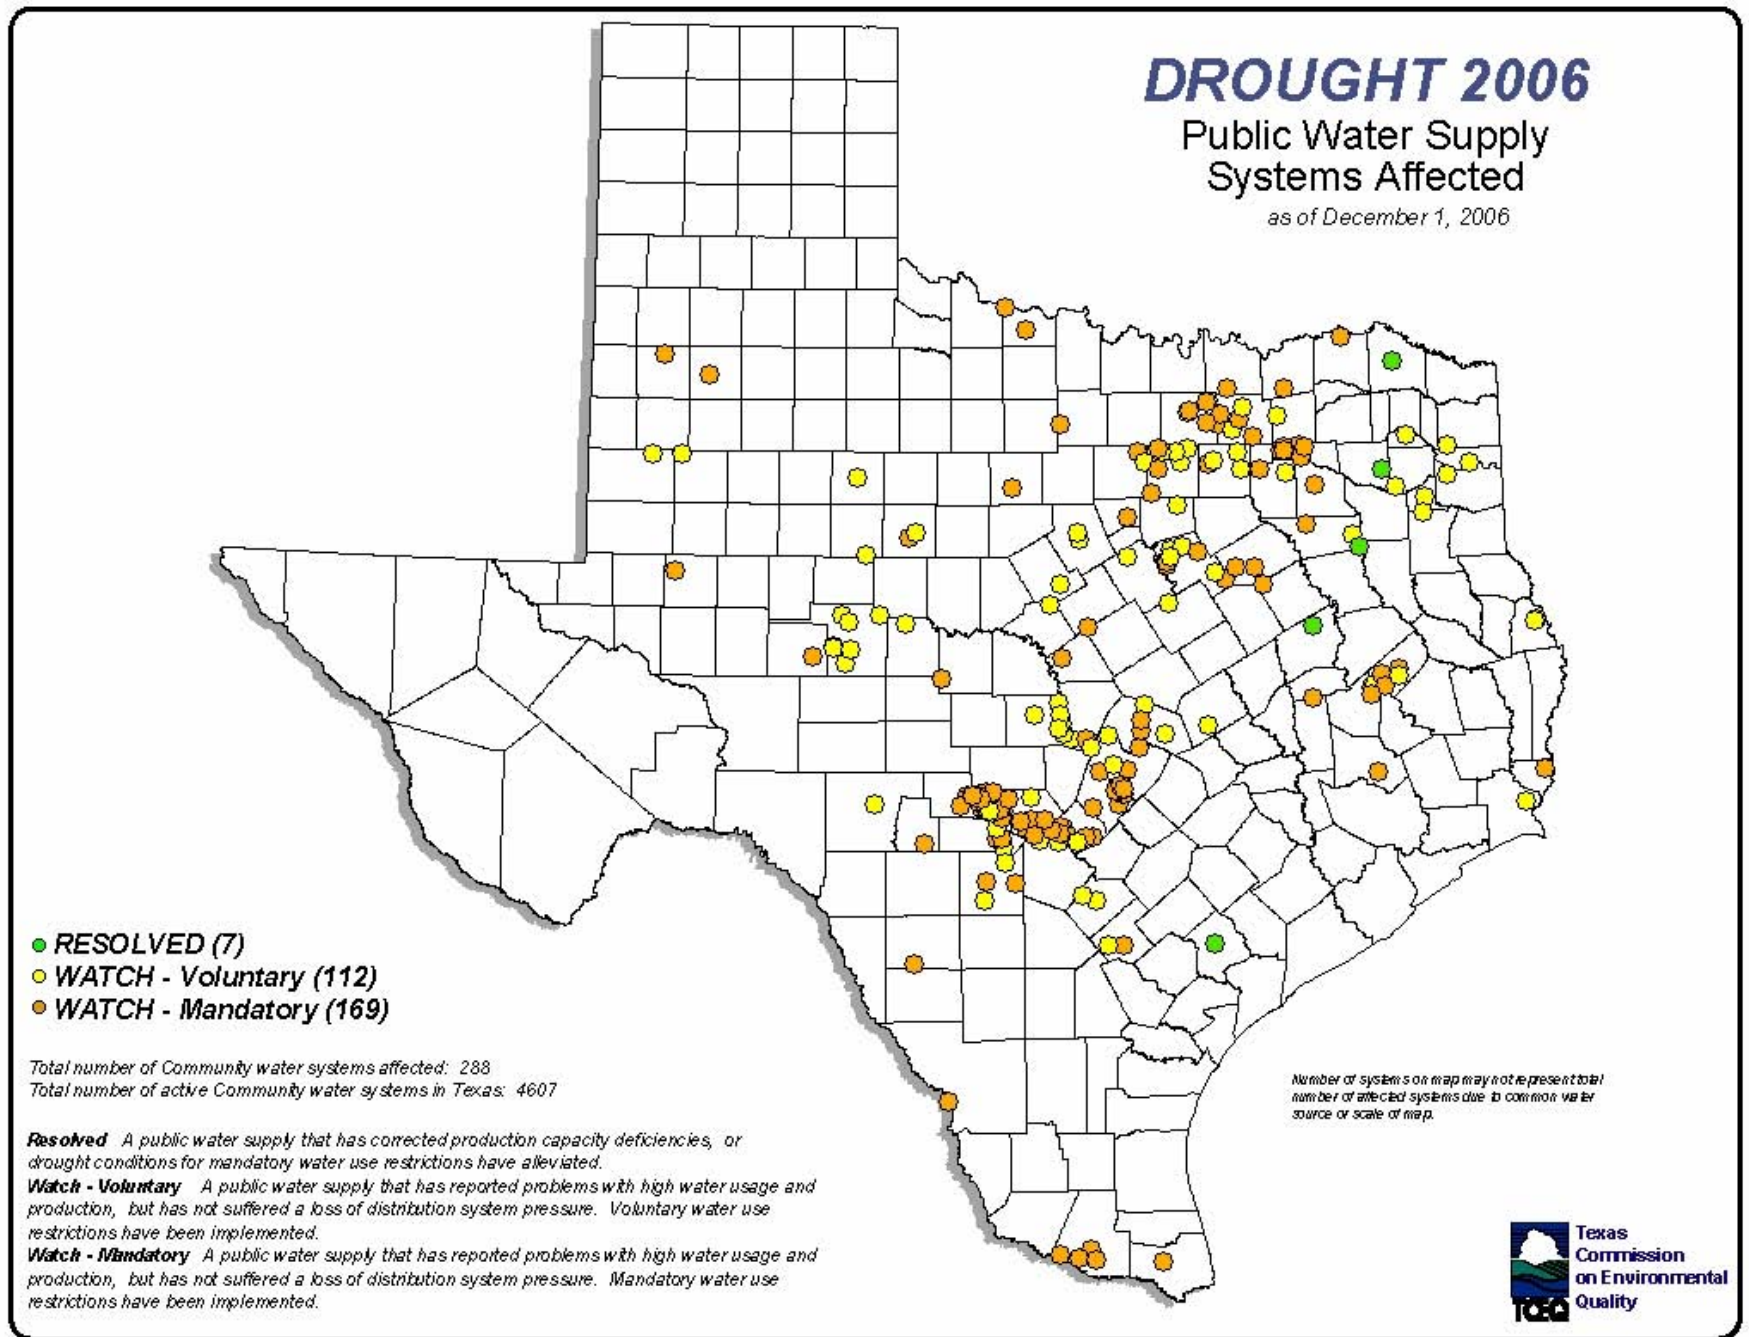 DROUGHT 2006
Public Water Supply
Systems Affected
as of December 1, 2006
RESOLVED (7)
WATCH - Voluntary (112)
WATCH - Mandatory (169)
Total number of Community water systems affected: 288
Total number of active Community water systems in Texas: 4607
Number of systems on map may not represent total
number of affected systems due to common water
source or scale of map.
Resolved A public water supply that has corrected production capacity deficiencies, or
drought conditions for mandatory water use restrictions have alleviated.
Watch - Voluntary A public water supply that has reported problems with high water usage and
production, but has not suffered a loss of distribution system pressure. Voluntary water use
restrictions have been implemented.
Watch - Mandatory A public water supply that has reported problems with high water usage and
production, but has not suffered a loss of distribution system pressure. Mandatory water use
restrictions have been implemented.
Texas
Commission
on Environmental
Quality
TCEQ